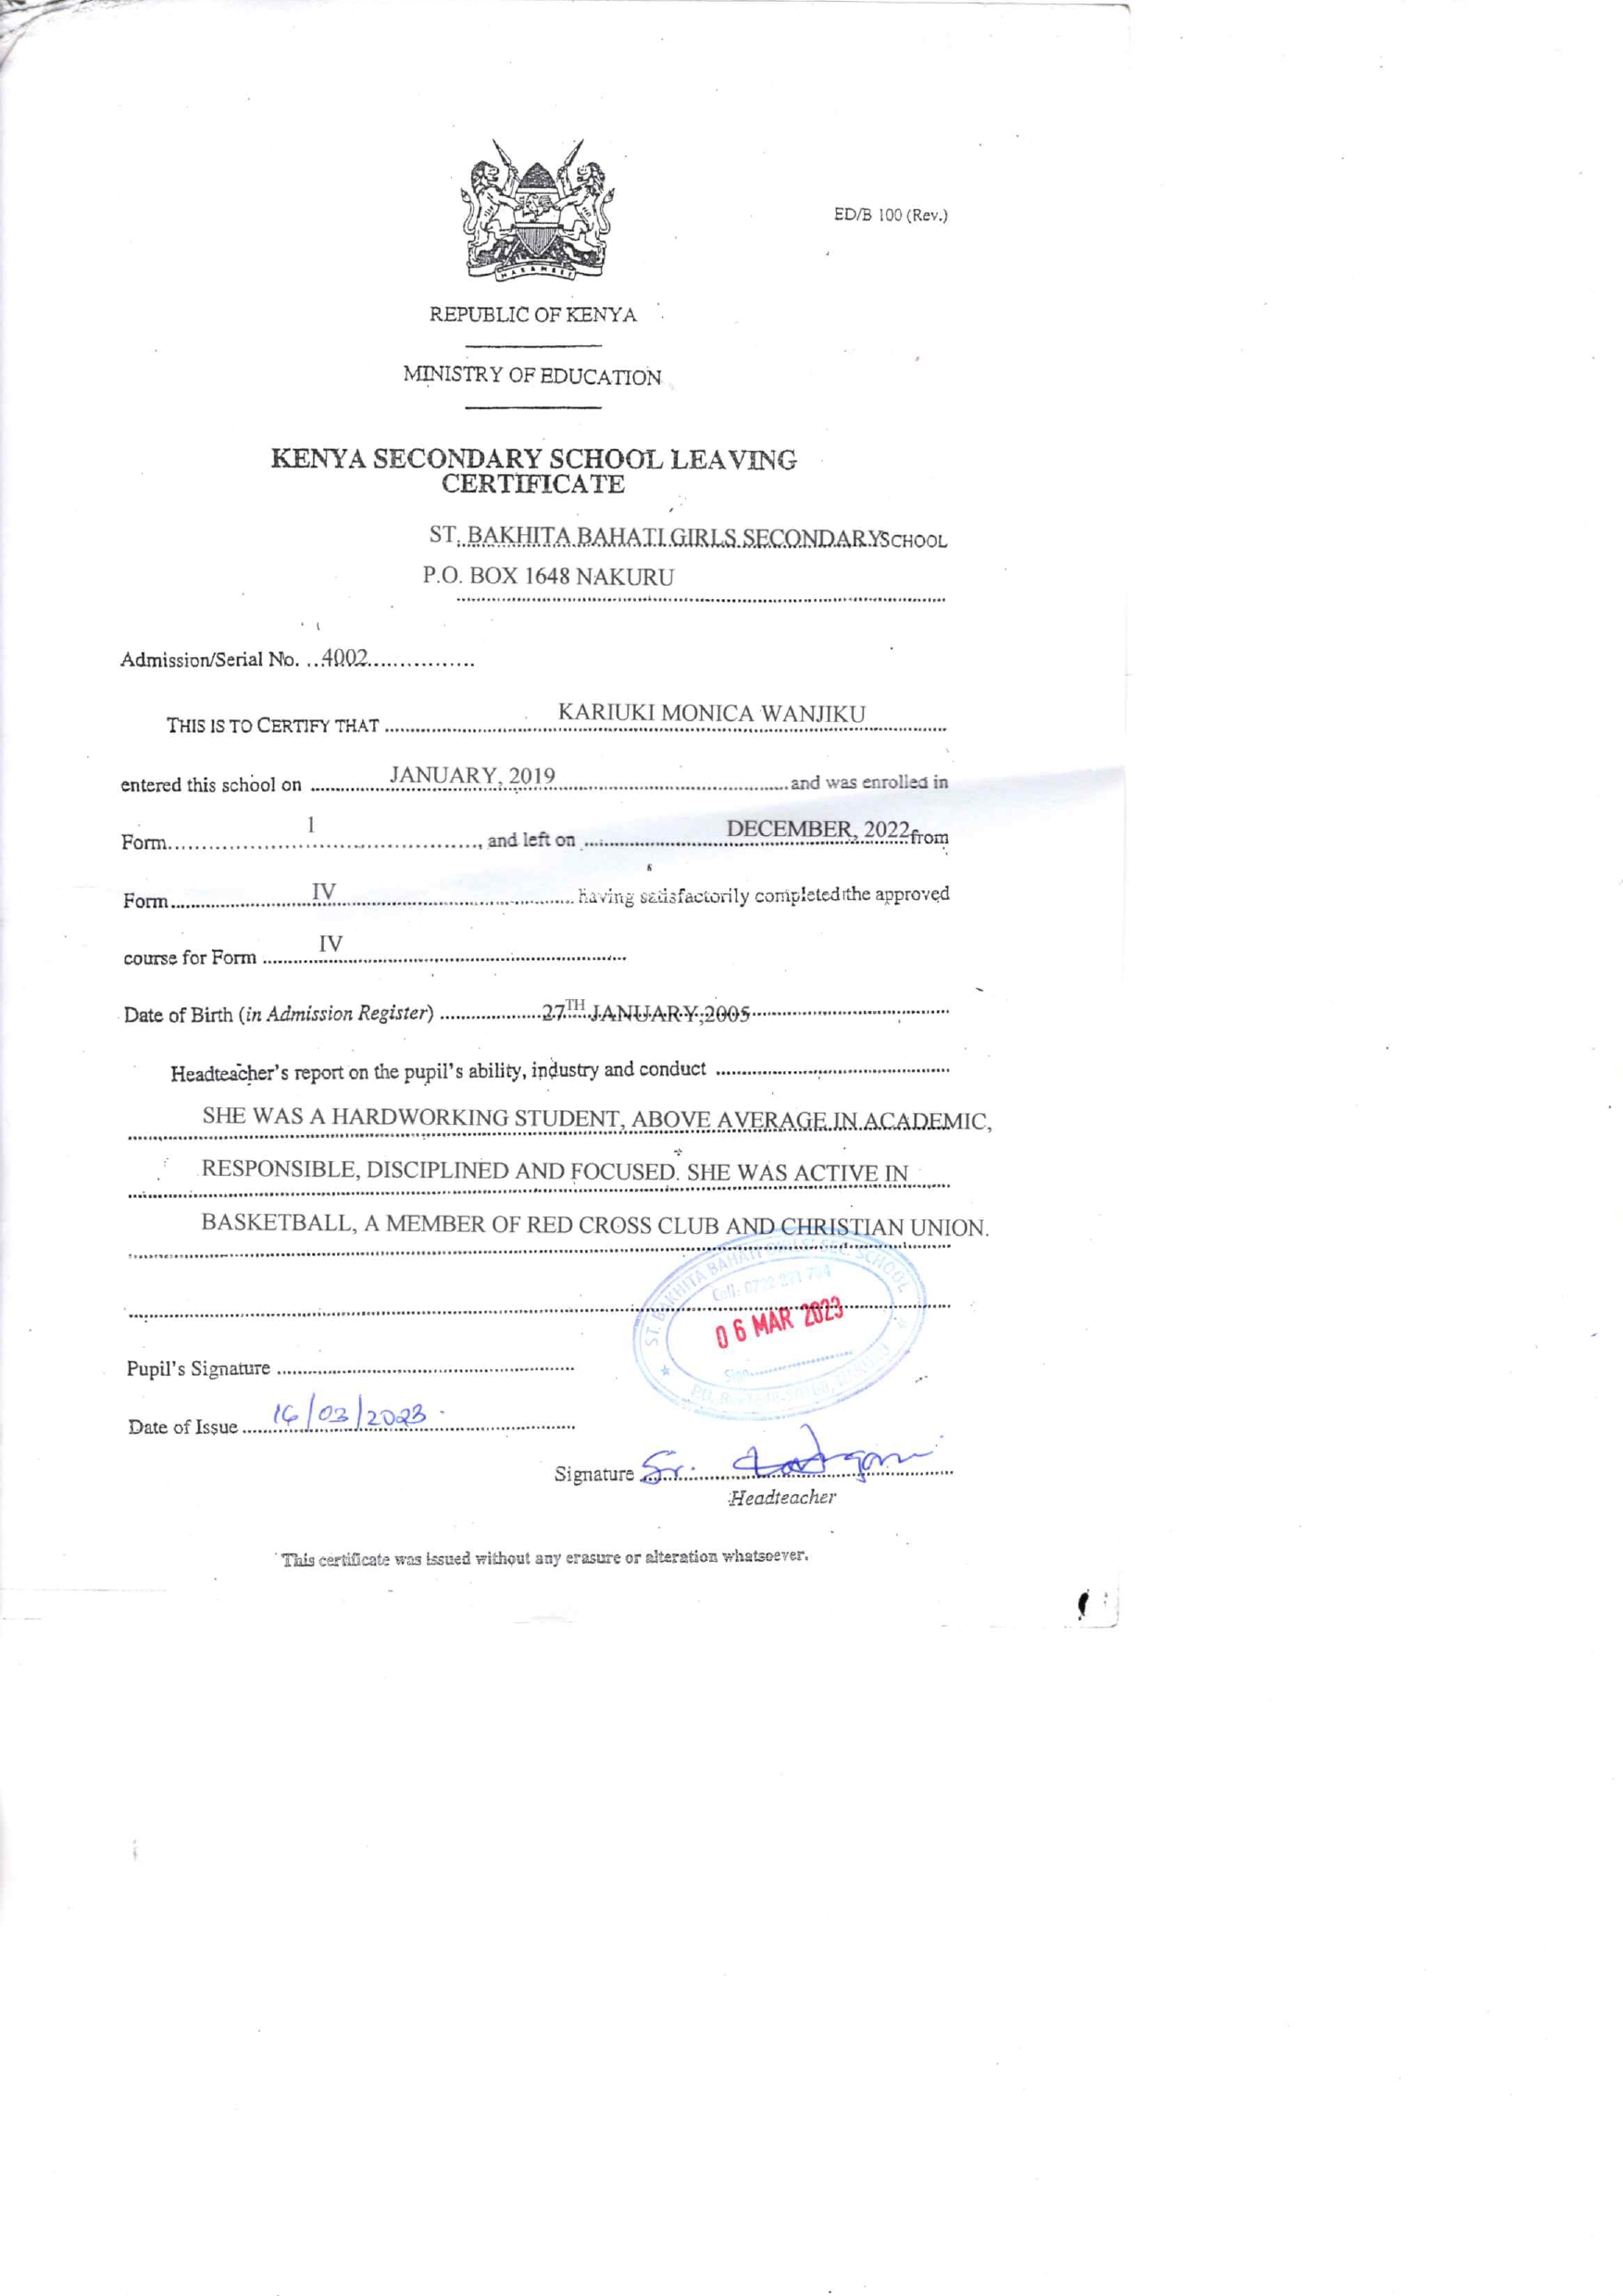 HARAMBEE
ED/B 100 (Rev.)
REPUBLIC OF KENYA
MINISTRY OF EDUCATION
KENYA SECONDARY SCHOOL LEAVING
CERTIFICATE
ST. BAKHITA BAHATI GIRLS SECONDARY SCHOOL
P.O. BOX 1648 NAKURU
Admission/Serial No. 4002
THIS IS TO CERTIFY THAT KARIUKI MONICA WANJIKU
entered this school on JANUARY, 2019 and was enrolled in
Form 1, and left on DECEMBER, 2022 from
Form IV having satisfactorily completed the approved
course for Form IV
Date of Birth (in Admission Register) 27TH JANUARY, 2005
Headteacher's report on the pupil's ability, industry and conduct
SHE WAS A HARDWORKING STUDENT, ABOVE AVERAGE IN ACADEMIC,
RESPONSIBLE, DISCIPLINED AND FOCUSED. SHE WAS ACTIVE IN
BASKETBALL, A MEMBER OF RED CROSS CLUB AND CHRISTIAN UNION.
ST. BAKHITA BAHATI GIRLS' SEC. SCHOOL
Cell:
06 MAR 2023
Sign
P.O. Box NAKURU
Pupil's Signature
Date of Issue 16/03/2023
Signature Sr.
Headteacher
This certificate was issued without any erasure or alteration whatsoever.